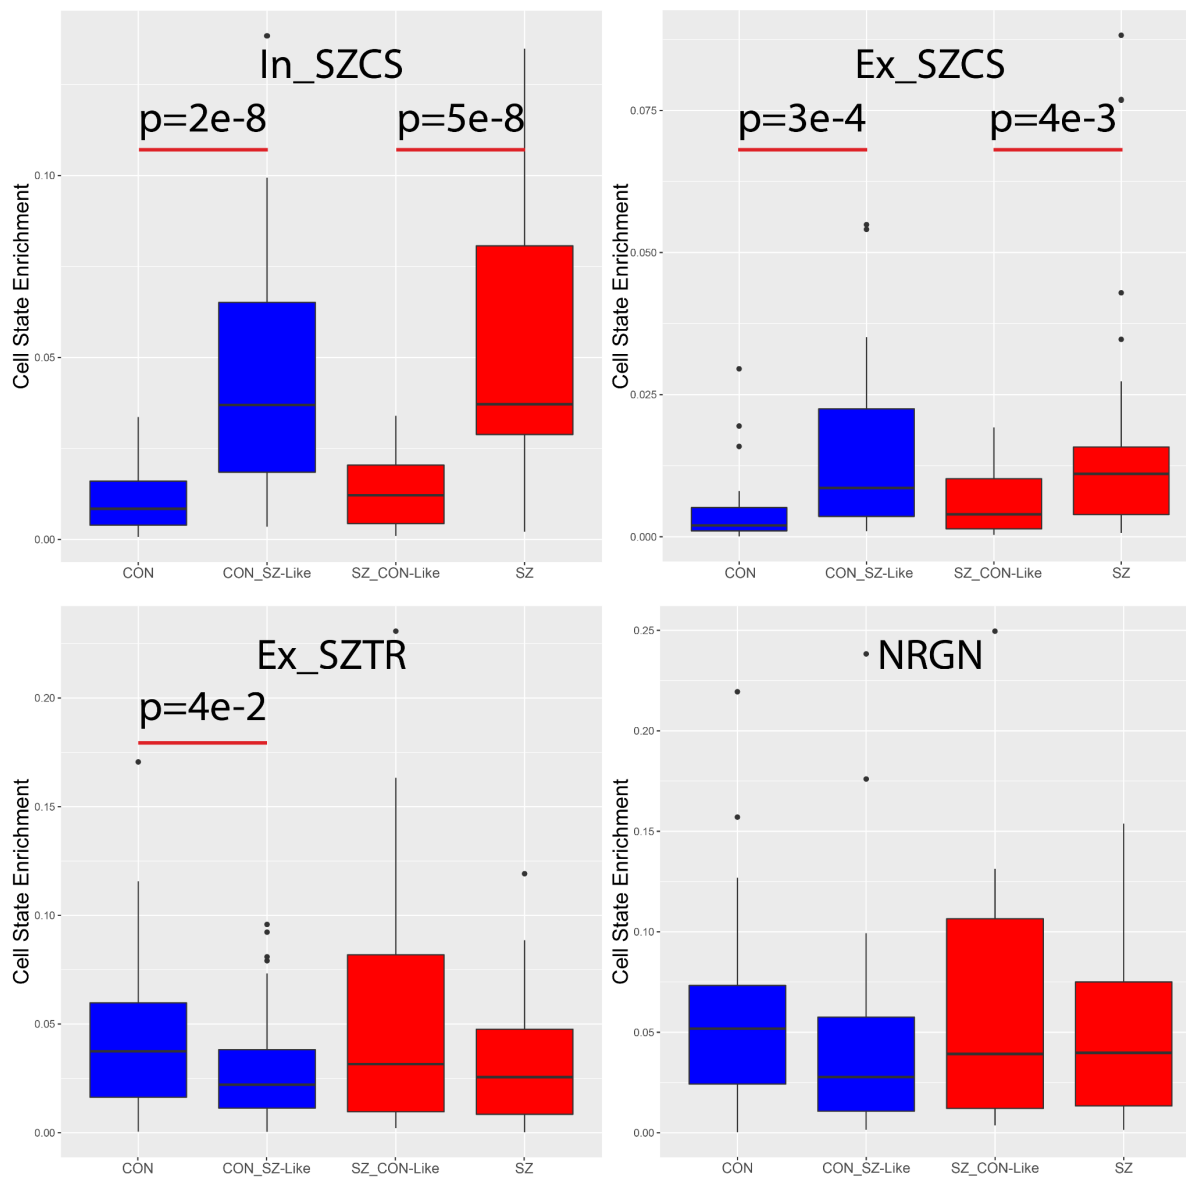 In_SZCS
p=2e-8
p=5e-8
Cell State Enrichment
0.10
0.05
0.00
CON
CON_SZ-Like
SZ_CON-Like
SZ
Ex_SZCS
p=3e-4
p=4e-3
Cell State Enrichment
0.075
0.050
0.025
0.000
CON
CON_SZ-Like
SZ_CON-Like
SZ
Ex_SZTR
p=4e-2
Cell State Enrichment
0.20
0.15
0.10
0.05
0.00
CON
CON_SZ-Like
SZ_CON-Like
SZ
NRGN
Cell State Enrichment
0.25
0.20
0.15
0.10
0.05
0.00
CON
CON_SZ-Like
SZ_CON-Like
SZ